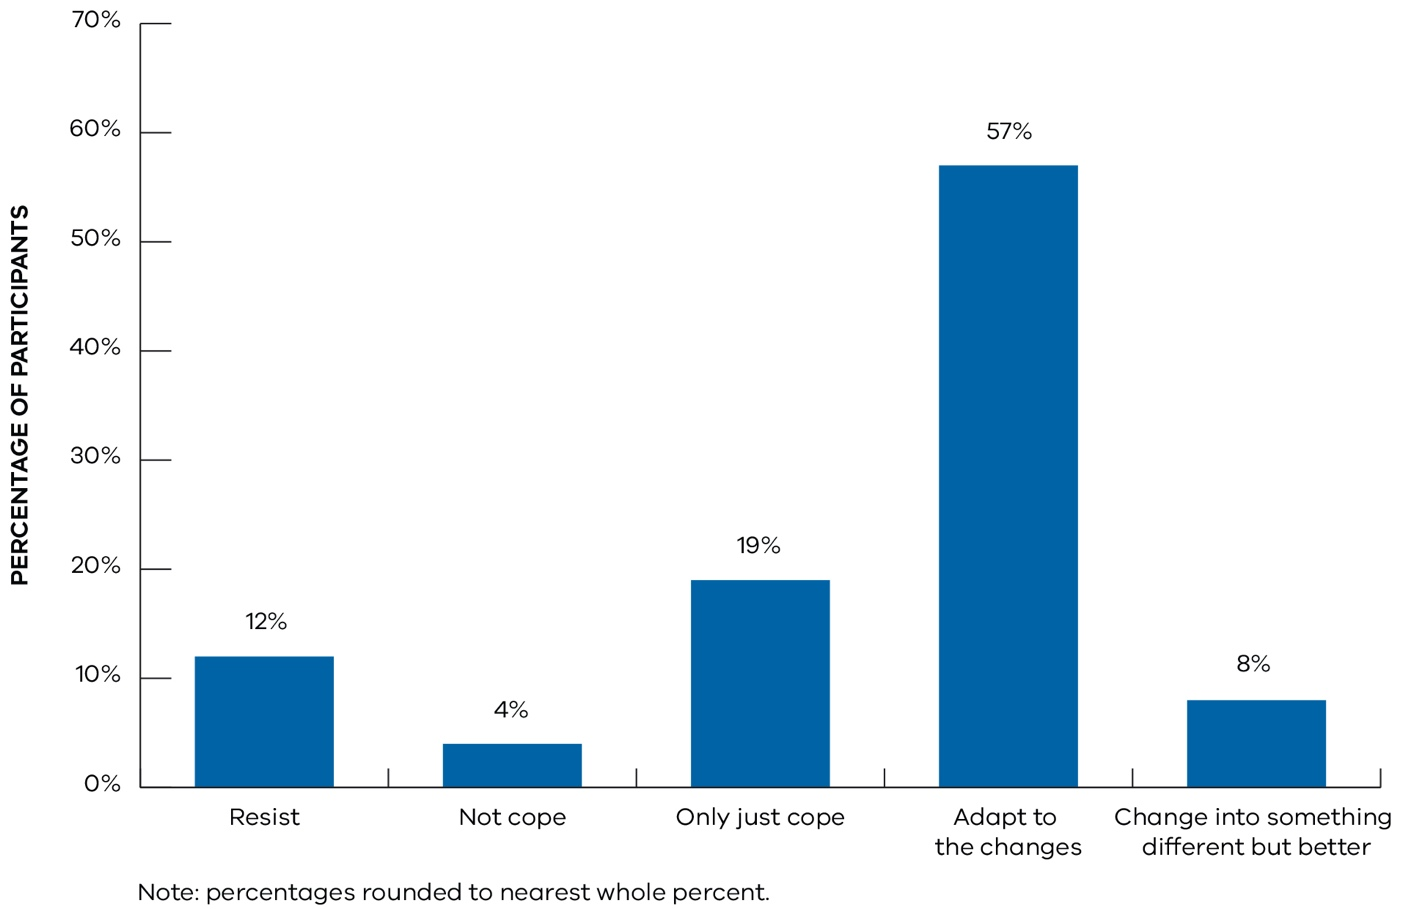 70%
60%
50%
40%
30%
20%
10%
0%
PERCENTAGE OF PARTICIPANTS
12%
4%
19%
57%
8%
Resist
Not cope
Only just cope
Adapt to
the changes
Change into something
different but better
Note: percentages rounded to nearest whole percent.